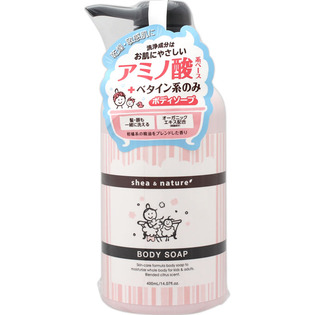 洗浄成分は
お肌にやさしい
アミノ酸
系ベース
+ベタイン系のみ
ボディソープ
髪・顔も
一緒に洗える
オーガニック
エキス配合
柑橘系の精油をブレンドした香り
shea & nature
BODY SOAP
Skin care formula body soap to
moisturize whole body for kids & adults.
Blended citrus scent.